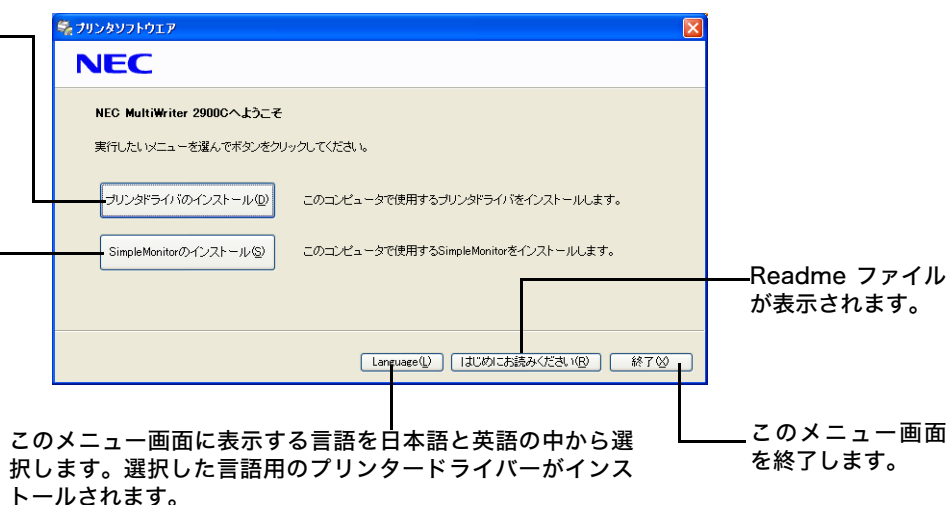 プリンタソフトウエア
NEC
NEC MultiWriter 2900Cへようこそ
実行したいメニューを選んでボタンをクリックしてください。
プリンタドライバのインストール(D)
このコンピュータで使用するプリンタドライバをインストールします。
SimpleMonitorのインストール(S)
このコンピュータで使用するSimpleMonitorをインストールします。
Readme ファイル
が表示されます。
Language(L)
はじめにお読みください(R)
終了(X)
このメニュー画面に表示する言語を日本語と英語の中から選
択します。選択した言語用のプリンタードライバーがインス
トールされます。
このメニュー画面
を終了します。